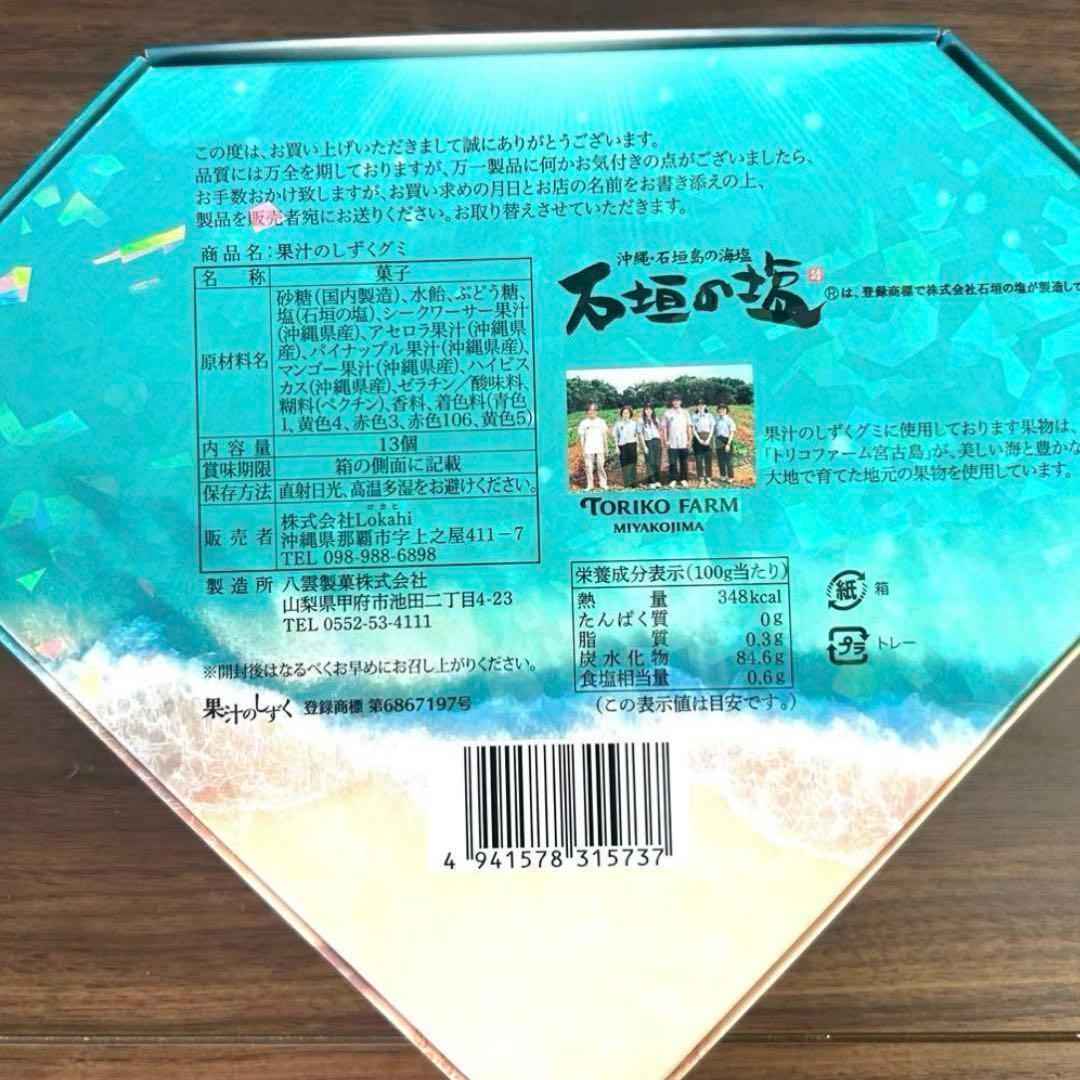 この度は、お買い上げいただきまして誠にありがとうございます。
品質には万全を期しておりますが、万一製品に何かお気付きの点がございましたら、
お手数おかけ致しますが、お買い求めの月日とお店の名前をお書き添えの上、
製品を販売者宛にお送りください。お取り替えさせていただきます。
商品名:果汁のしずくグミ
名称 菓子
原材料名
砂糖(国内製造)、水飴、ぶどう糖、
塩(石垣の塩)、シークワーサー果汁
(沖縄県産)、アセロラ果汁(沖縄県
産)、パイナップル果汁(沖縄県産)、
マンゴー果汁(沖縄県産)、ハイビス
カス(沖縄県産)、ゼラチン/酸味料、
糊料(ペクチン)、香料、着色料(青色
1、黄色4、赤色3、赤色106、黄色5)
内容量 13個
賞味期限 箱の側面に記載
保存方法 直射日光、高温多湿をお避けください。
販売者
ロカヒ
株式会社Lokahi
沖縄県那覇市字上之屋411-7
TEL 098-988-6898
製造所 八雲製菓株式会社
山梨県甲府市池田二丁目4-23
TEL 0552-53-4111
※開封後はなるべくお早めにお召し上がりください。
果汁のしずく 登録商標 第6867197号
沖縄・石垣島の海塩
石垣の塩
®は、登録商標で株式会社石垣の塩が製造して
果汁のしずくグミに使用しております果物は、
「トリコファーム宮古島」が、美しい海と豊かな
大地で育てた地元の果物を使用しています。
TORIKO FARM
MIYAKOJIMA
栄養成分表示(100g当たり)
熱量 348kcal
たんぱく質 0g
脂質 0.3g
炭水化物 84.6g
食塩相当量 0.6g
(この表示値は目安です。)
紙 箱
プラ トレー
4 941578 315737